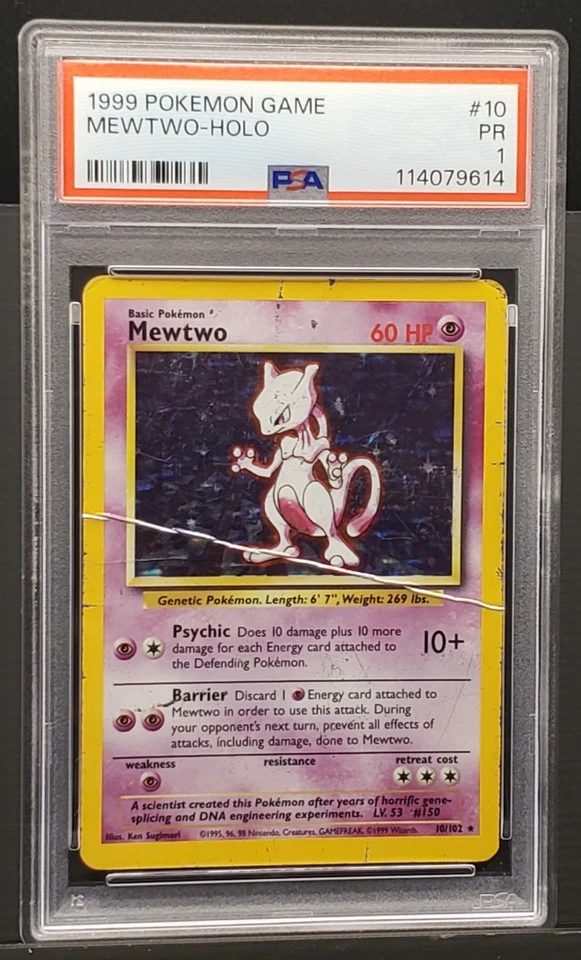 1999 POKEMON GAME #10
MEWTWO-HOLO PR
1
PSA 114079614
Basic Pokémon
Mewtwo 60 HP
Genetic Pokémon. Length: 6' 7", Weight: 269 lbs.
Psychic Does 10 damage plus 10 more
damage for each Energy card attached to
the Defending Pokémon.
10+
Barrier Discard 1 Energy card attached to
Mewtwo in order to use this attack. During
your opponent's next turn, prevent all effects of
attacks, including damage, done to Mewtwo.
weakness resistance retreat cost
A scientist created this Pokémon after years of horrific gene-
splicing and DNA engineering experiments. LV. 53 #150
Illus. Ken Sugimori ©1995, 96, 98 Nintendo, Creatures, GAMEFREAK. ©1999 Wizards. 10/102 ★
PSA